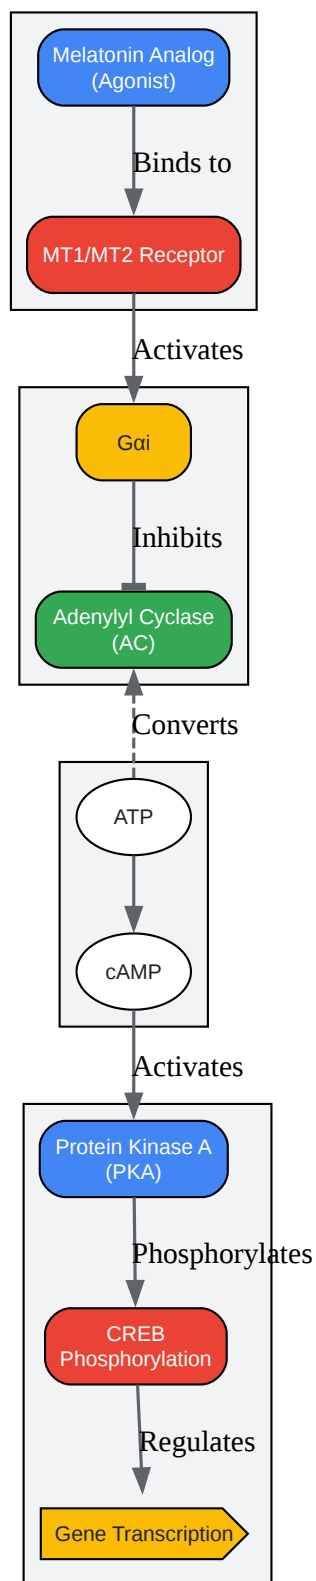 Melatonin Analog
(Agonist)
Binds to
MT1/MT2 Receptor
Activates
Gαi
Inhibits
Adenylyl Cyclase
(AC)
Converts
ATP
cAMP
Activates
Protein Kinase A
(PKA)
Phosphorylates
CREB
Phosphorylation
Regulates
Gene Transcription